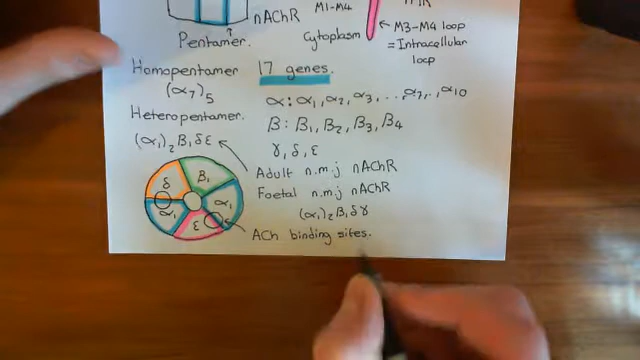 nAChR
M1-M4
Pentamer.
Cytoplasm
M3-M4 loop
= Intracellular
loop
Homopentamer
17 genes.
(α7)5
α: α1, α2, α3, ... α7, .., α10
Heteropentamer.
β: β1, β2, β3, β4
(α1)2 β1 δε
γ, δ, ε
Adult n.m.j nAChR
Foetal n.m.j nAChR
(α1)2 β1 δγ
δ
β1
α1
α1
ε
ACh binding sites.